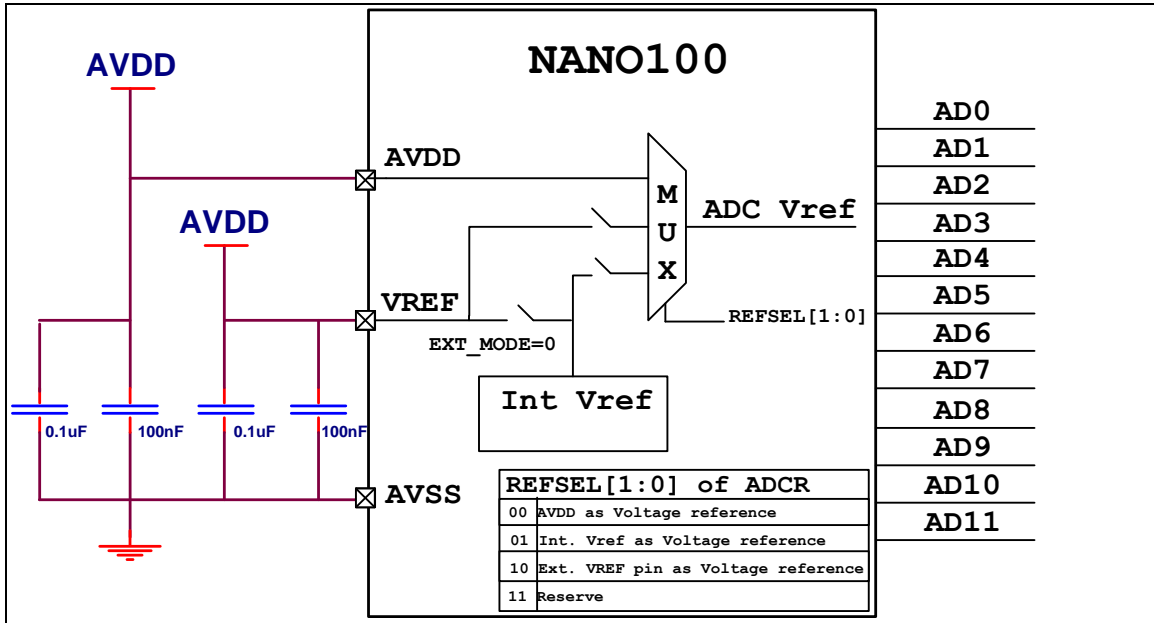 NANO100
AVDD
AVDD
AVDD
VREF
AVSS
0.1uF
100nF
0.1uF
100nF
M
U
X
ADC Vref
REFSEL[1:0]
EXT_MODE=0
Int Vref
REFSEL[1:0] of ADCR
00 AVDD as Voltage reference
01 Int. Vref as Voltage reference
10 Ext. VREF pin as Voltage reference
11 Reserve
AD0
AD1
AD2
AD3
AD4
AD5
AD6
AD7
AD8
AD9
AD10
AD11